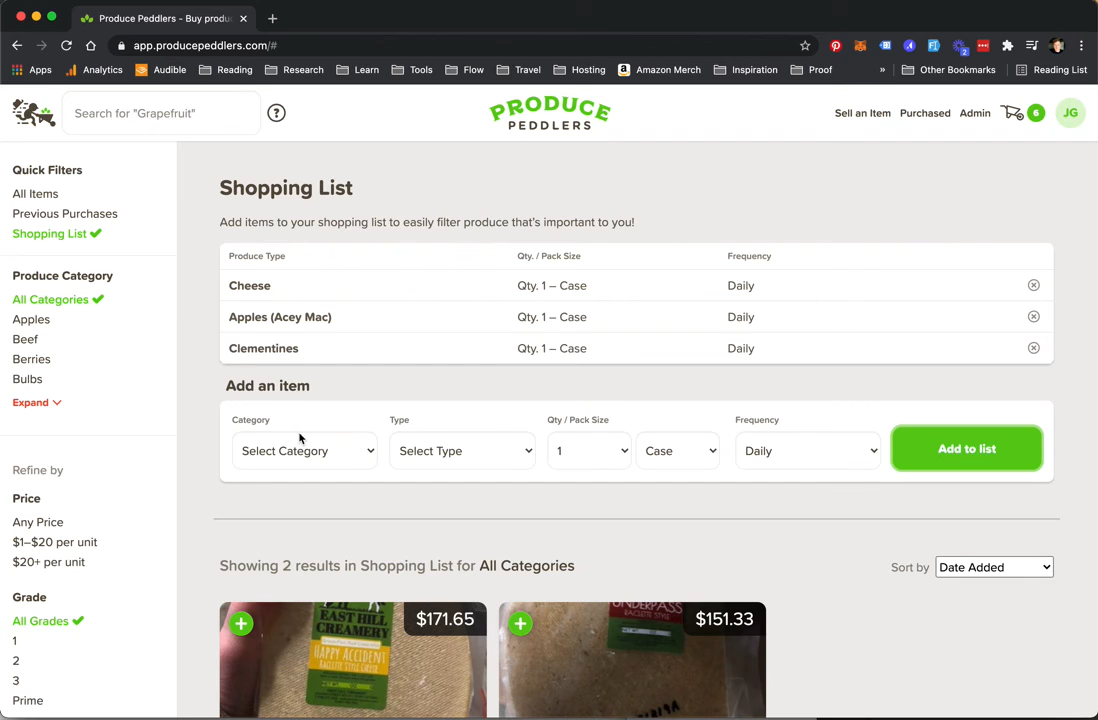 Produce Peddlers - Buy produ
app.producepeddlers.com/#
Apps Analytics Audible Reading Research Learn Tools Flow Travel Hosting Amazon Merch Inspiration Proof » Other Bookmarks Reading List
Search for "Grapefruit"
?
PRODUCE
PEDDLERS
Sell an Item Purchased Admin 6 JG
Quick Filters
All Items
Previous Purchases
Shopping List
Produce Category
All Categories
Apples
Beef
Berries
Bulbs
Expand
Refine by
Price
Any Price
$1–$20 per unit
$20+ per unit
Grade
All Grades
1
2
3
Prime
Shopping List
Add items to your shopping list to easily filter produce that's important to you!
Produce Type Qty. / Pack Size Frequency
Cheese Qty. 1 – Case Daily
Apples (Acey Mac) Qty. 1 – Case Daily
Clementines Qty. 1 – Case Daily
Add an item
Category Type Qty / Pack Size Frequency
Select Category Select Type 1 Case Daily Add to list
Showing 2 results in Shopping List for All Categories
Sort by Date Added
$171.65
EAST HILL
CREAMERY
HAPPY ACCIDENT
RACLETTE STYLE CHEESE
$151.33
UNDERPASS
RACLETTE STYLE